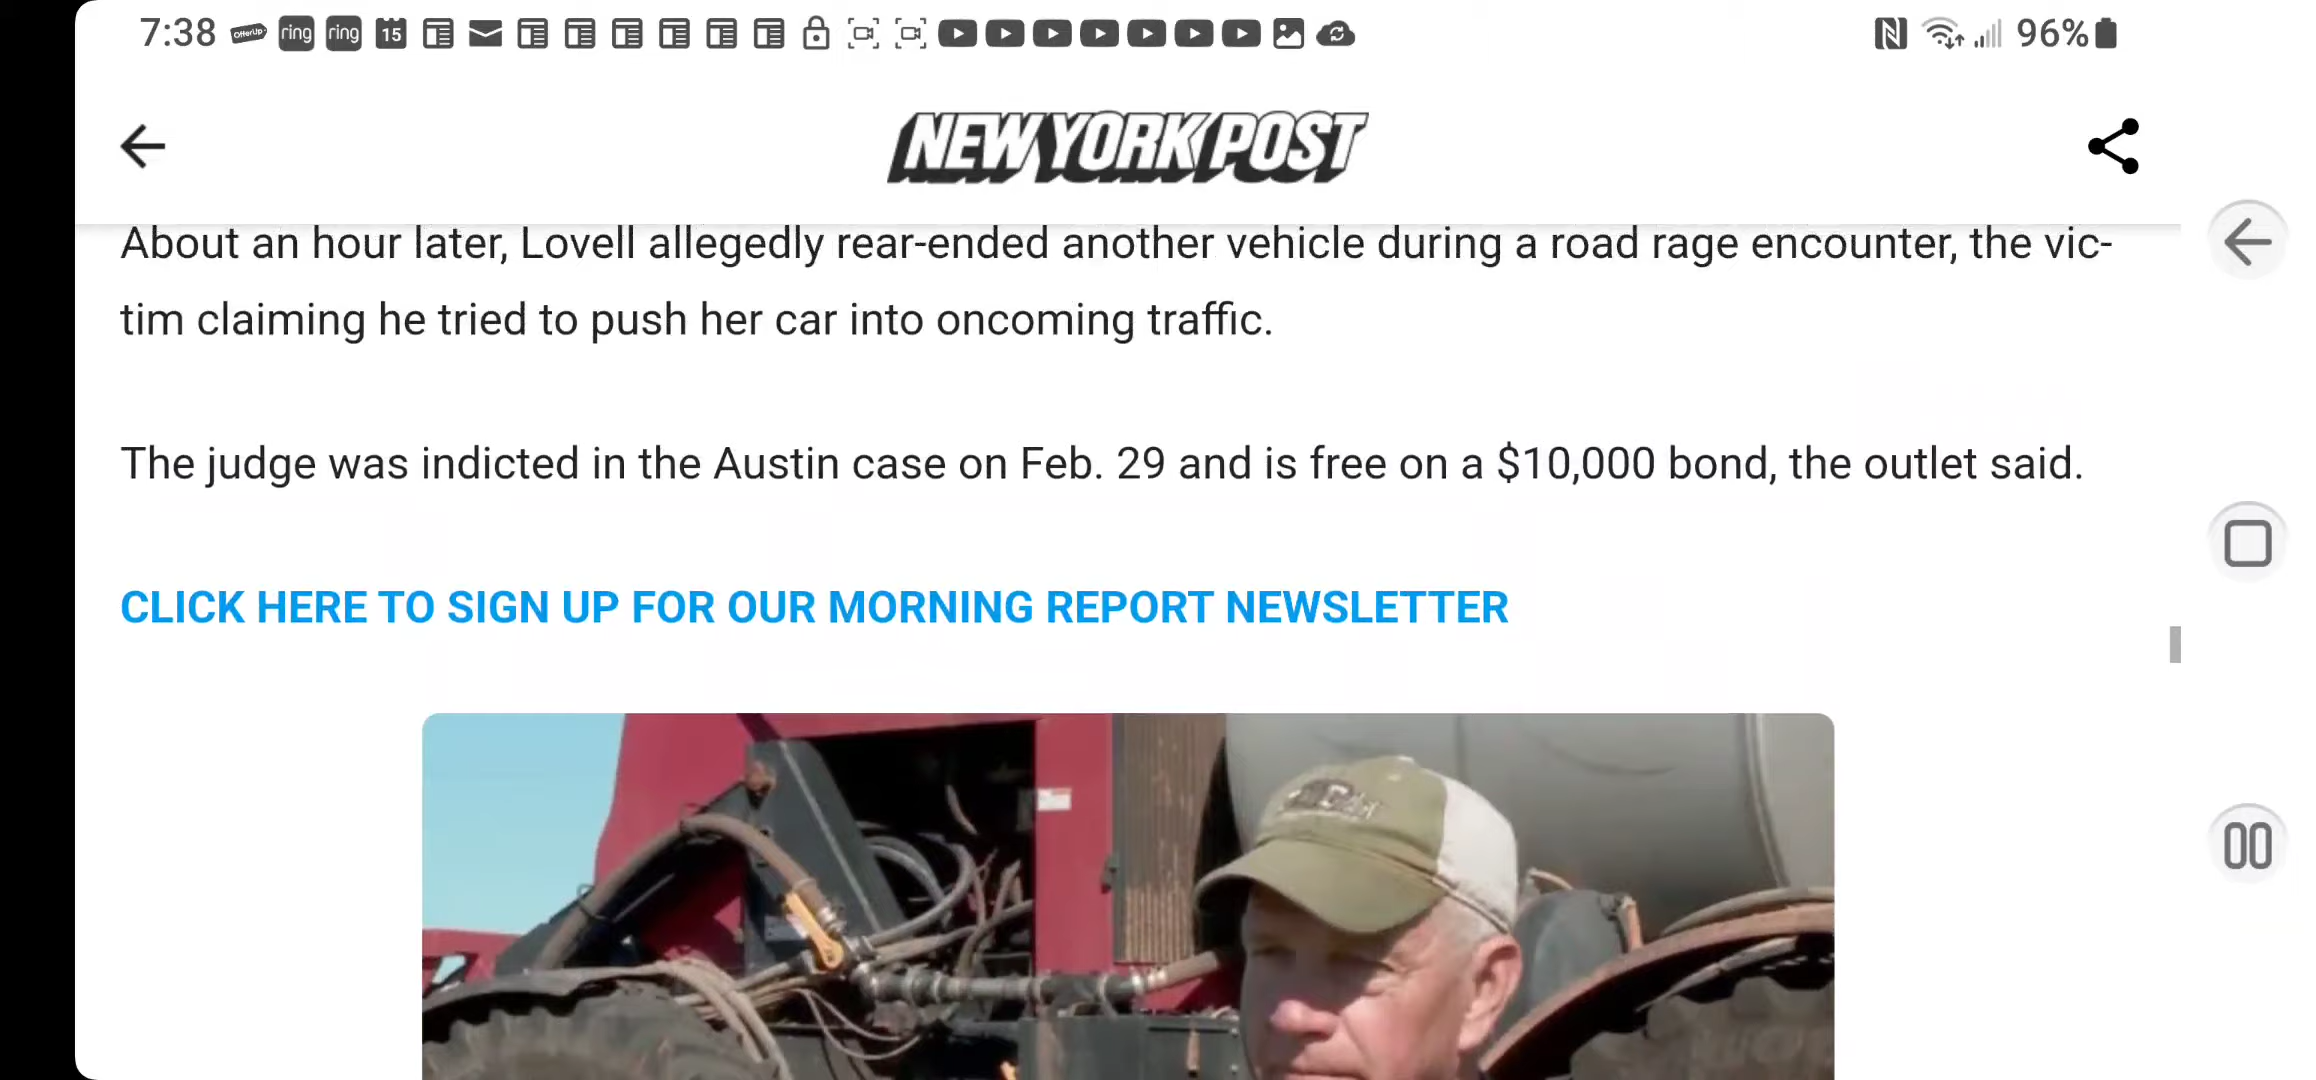 7:38 OfferUp ring ring 15 96%
NEW YORK POST
About an hour later, Lovell allegedly rear-ended another vehicle during a road rage encounter, the vic-
tim claiming he tried to push her car into oncoming traffic.
The judge was indicted in the Austin case on Feb. 29 and is free on a $10,000 bond, the outlet said.
CLICK HERE TO SIGN UP FOR OUR MORNING REPORT NEWSLETTER